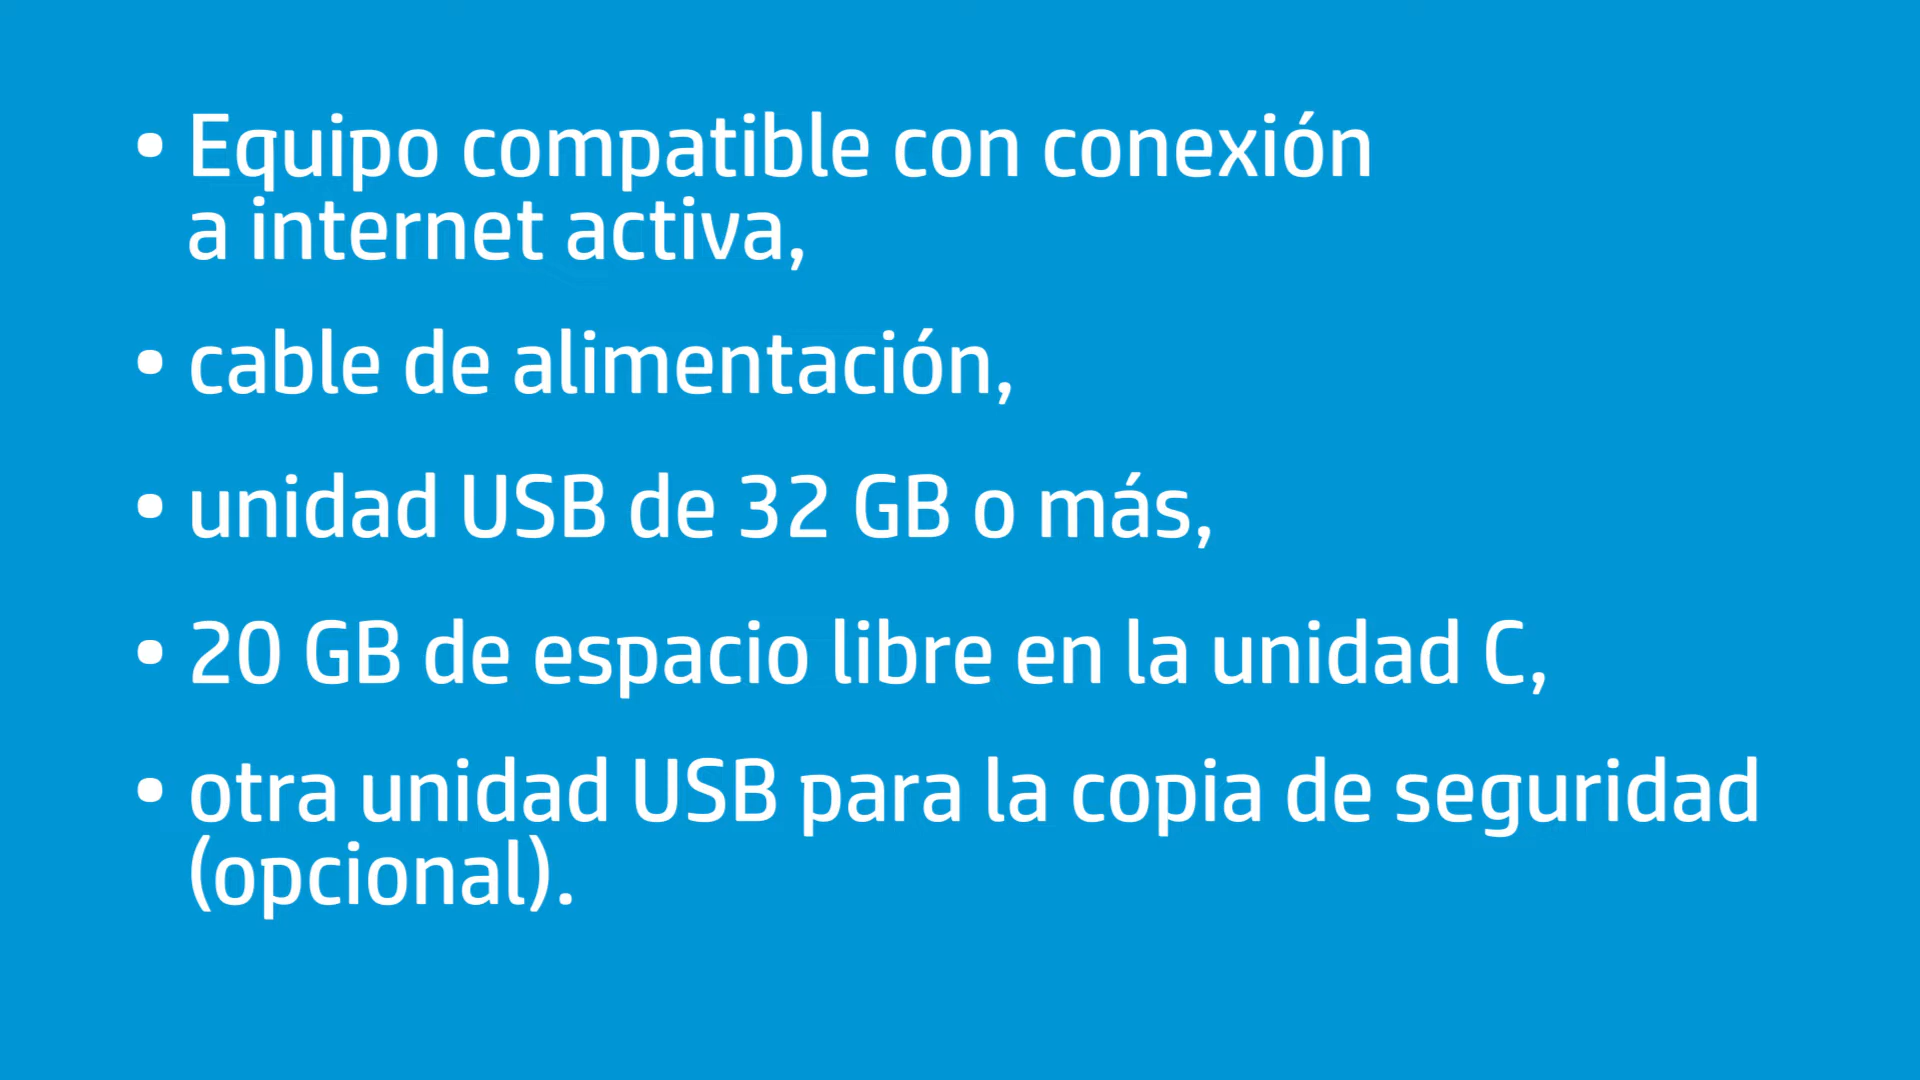 • Equipo compatible con conexión
a internet activa,
• cable de alimentación,
• unidad USB de 32 GB o más,
• 20 GB de espacio libre en la unidad C,
• otra unidad USB para la copia de seguridad
(opcional).